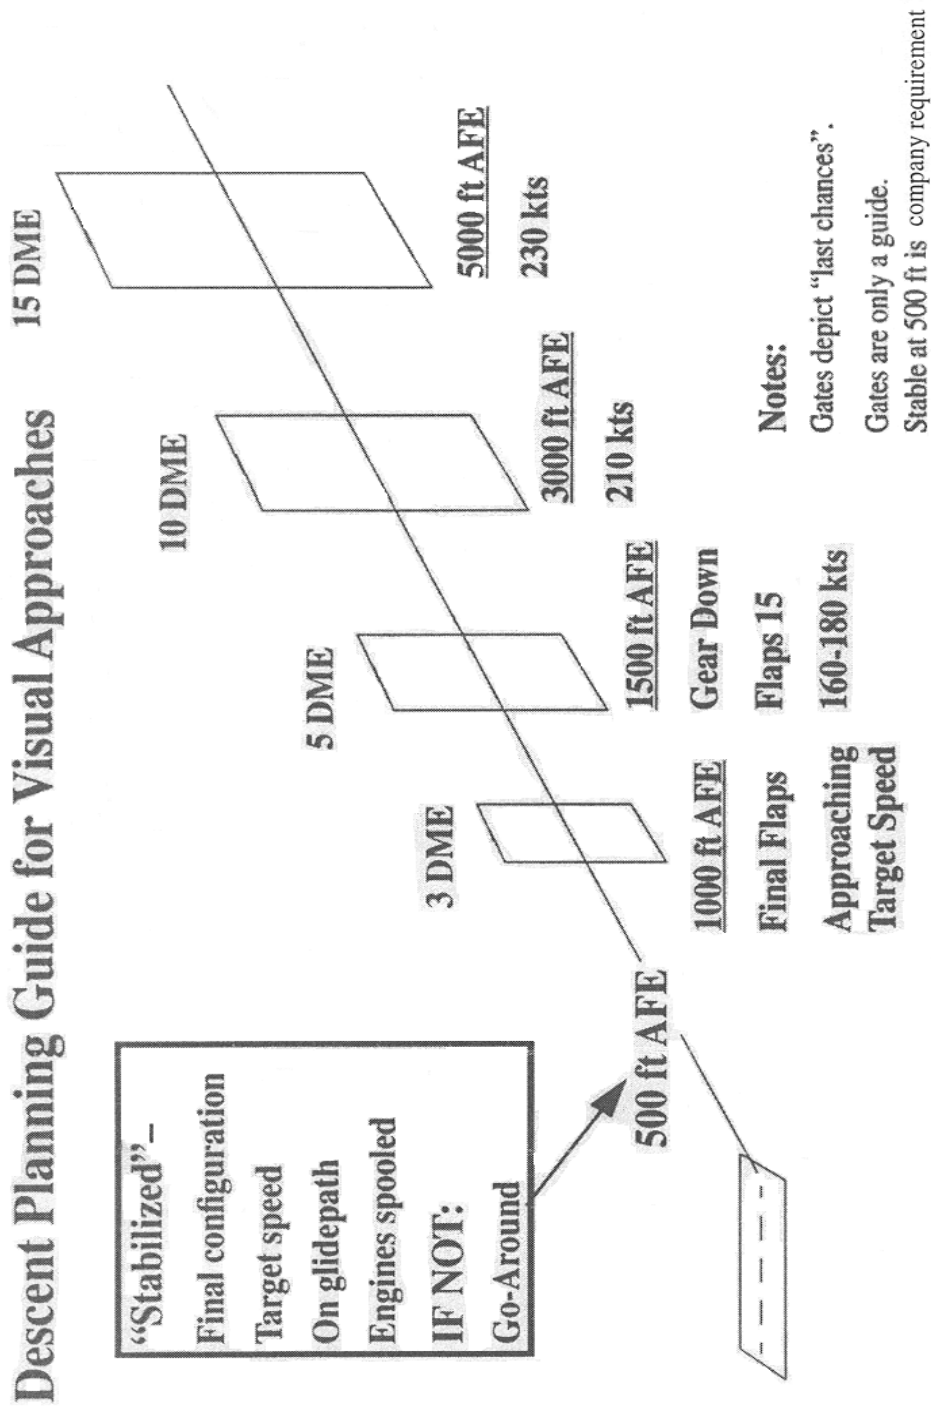 Descent Planning Guide for Visual Approaches
“Stabilized”–
Final configuration
Target speed
On glidepath
Engines spooled
IF NOT:
Go-Around
500 ft AFE
3 DME
1000 ft AFE
Final Flaps
Approaching
Target Speed
5 DME
1500 ft AFE
Gear Down
Flaps 15
160-180 kts
10 DME
3000 ft AFE
210 kts
15 DME
5000 ft AFE
230 kts
Notes:
Gates depict “last chances”.
Gates are only a guide.
Stable at 500 ft is company requirement